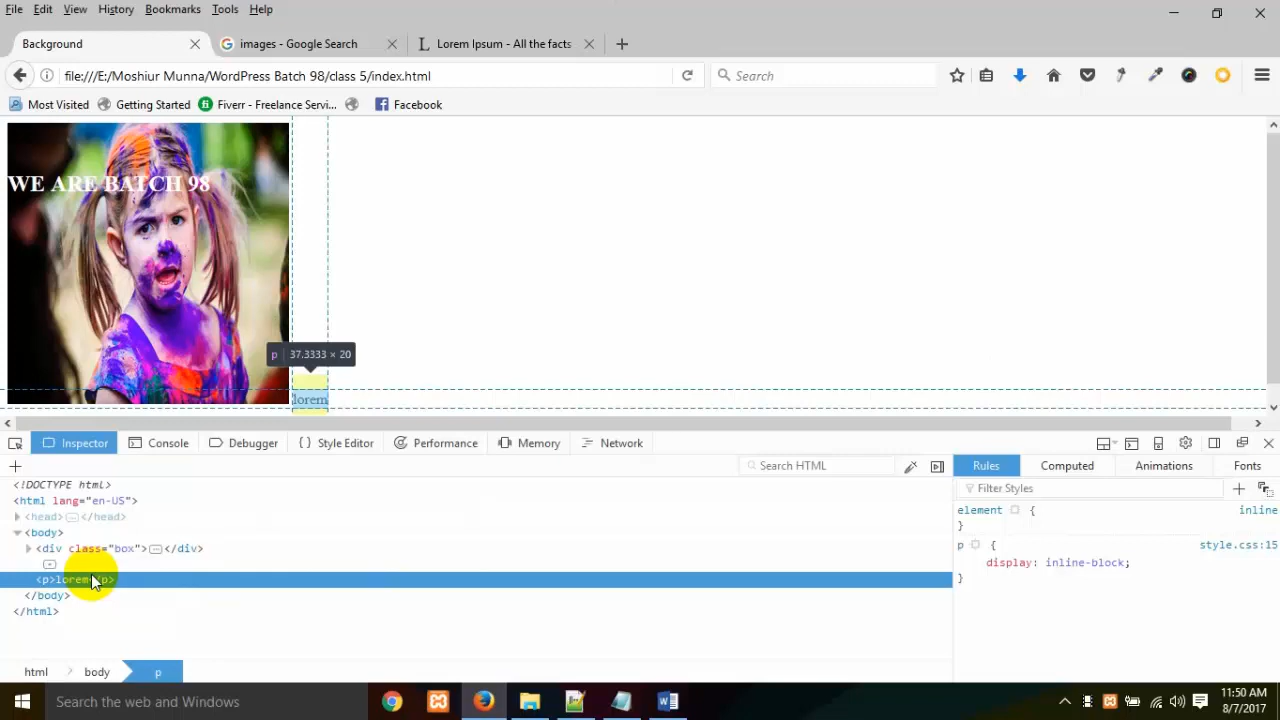 File Edit View History Bookmarks Tools Help
Background images - Google Search Lorem Ipsum - All the facts
file:///E:/Moshiur Munna/WordPress Batch 98/class 5/index.html Search
Most Visited Getting Started Fiverr - Freelance Servi... Facebook
WE ARE BATCH 98
p 37.3333 × 20
lorem
Inspector Console Debugger Style Editor Performance Memory Network
Search HTML Rules Computed Animations Fonts
<!DOCTYPE html> Filter Styles
<html lang="en-US">
<head></head> element { inline
<body> }
<div class="box"></div> p { style.css:15
display: inline-block;
<p>lorem</p> }
</body>
</html>
html body p
Search the web and Windows 11:50 AM
8/7/2017